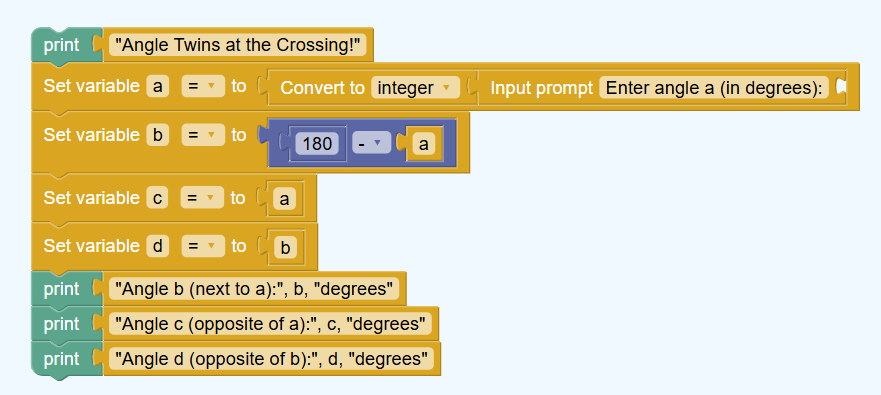 print "Angle Twins at the Crossing!"
Set variable a = to Convert to integer Input prompt Enter angle a (in degrees):
Set variable b = to 180 - a
Set variable c = to a
Set variable d = to b
print "Angle b (next to a):", b, "degrees"
print "Angle c (opposite of a):", c, "degrees"
print "Angle d (opposite of b):", d, "degrees"